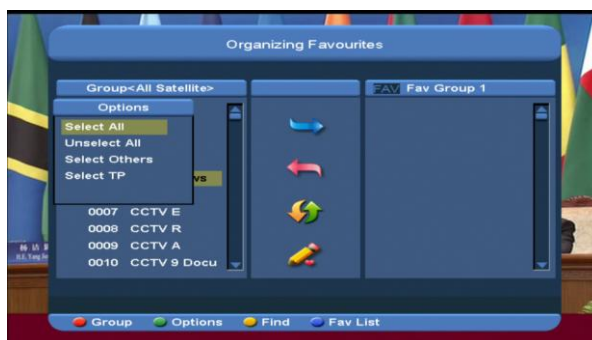 Organizing Favourites
Group<All Satellite>
FAV Fav Group 1
Options
Select All
Unselect All
Select Others
Select TP
ws
0007 CCTV E
0008 CCTV R
0009 CCTV A
0010 CCTV 9 Docu
Group Options Find Fav List